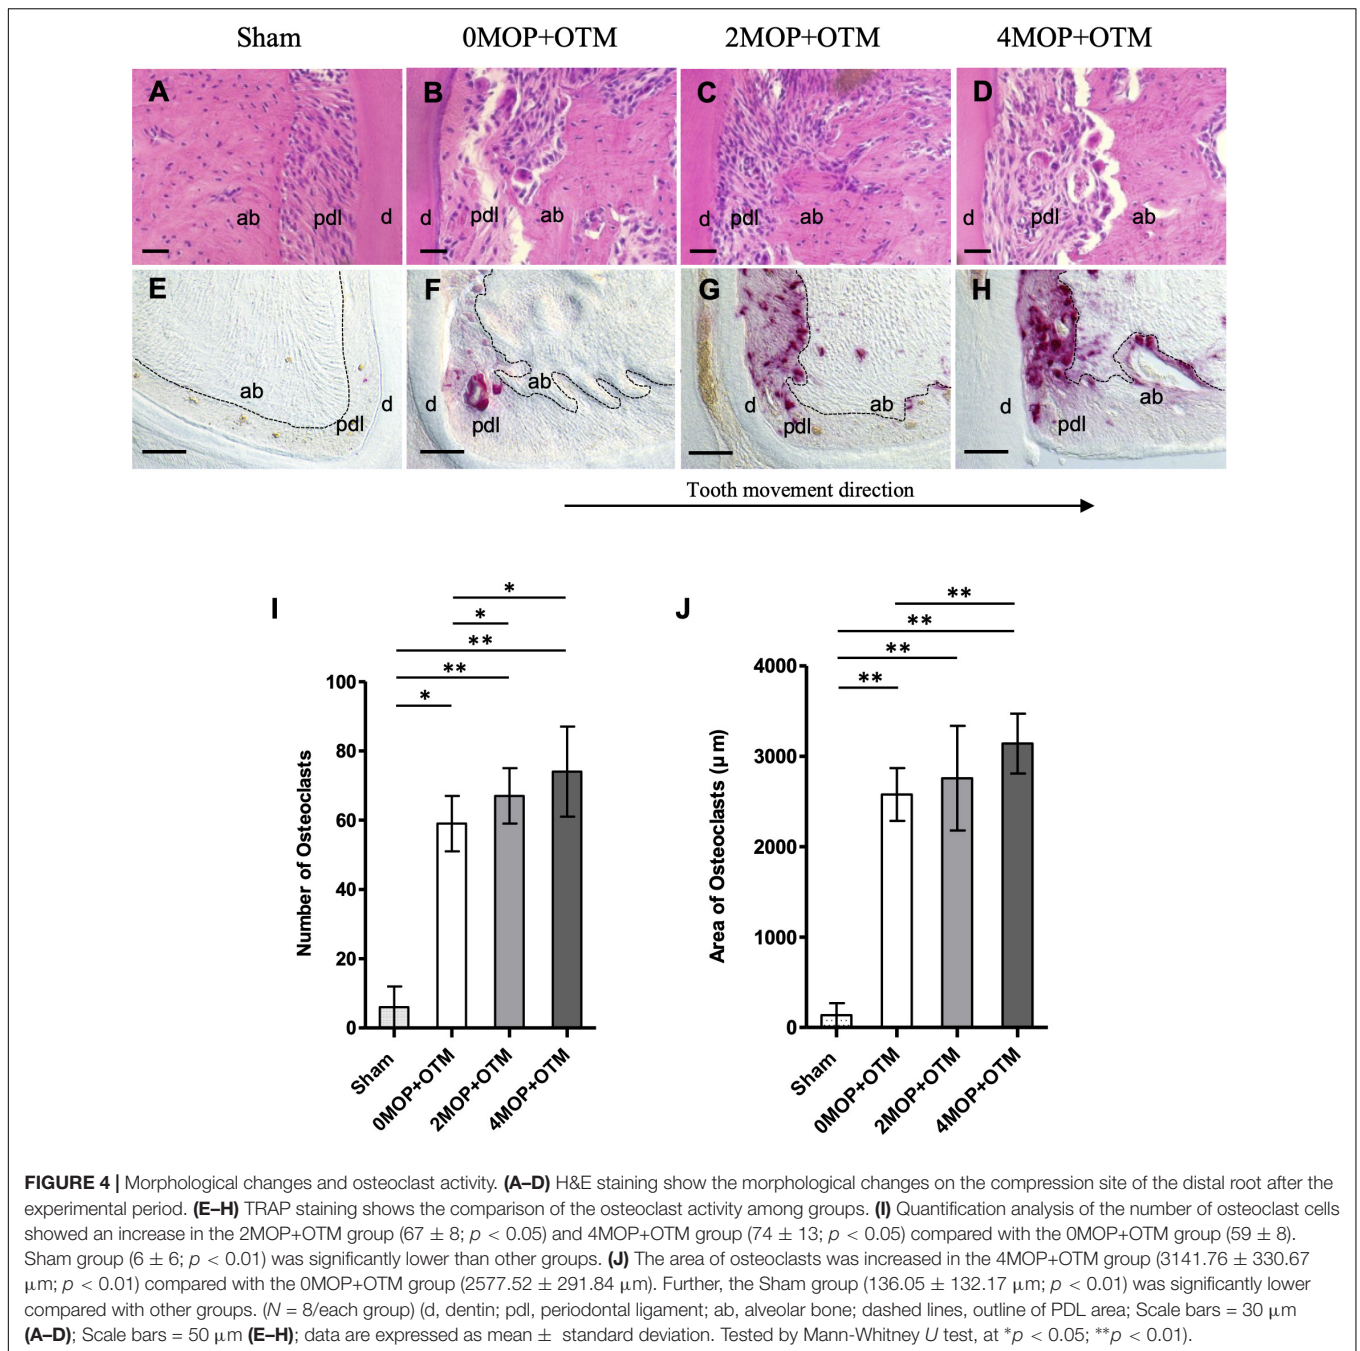 Sham 0MOP+OTM 2MOP+OTM 4MOP+OTM
A B C D
ab pdl d d pdl ab d pdl ab d pdl ab
E F G H
ab pdl d d pdl ab d pdl ab d pdl ab
Tooth movement direction
I
*
*
**
**
*
Number of Osteoclasts
100
80
60
40
20
0
Sham 0MOP+OTM 2MOP+OTM 4MOP+OTM
J
**
**
**
**
Area of Osteoclasts (μm)
4000
3000
2000
1000
0
Sham 0MOP+OTM 2MOP+OTM 4MOP+OTM
FIGURE 4 | Morphological changes and osteoclast activity. (A–D) H&E staining show the morphological changes on the compression site of the distal root after the
experimental period. (E–H) TRAP staining shows the comparison of the osteoclast activity among groups. (I) Quantification analysis of the number of osteoclast cells
showed an increase in the 2MOP+OTM group (67 ± 8; p < 0.05) and 4MOP+OTM group (74 ± 13; p < 0.05) compared with the 0MOP+OTM group (59 ± 8).
Sham group (6 ± 6; p < 0.01) was significantly lower than other groups. (J) The area of osteoclasts was increased in the 4MOP+OTM group (3141.76 ± 330.67
μm; p < 0.01) compared with the 0MOP+OTM group (2577.52 ± 291.84 μm). Further, the Sham group (136.05 ± 132.17 μm; p < 0.01) was significantly lower
compared with other groups. (N = 8/each group) (d, dentin; pdl, periodontal ligament; ab, alveolar bone; dashed lines, outline of PDL area; Scale bars = 30 μm
(A–D); Scale bars = 50 μm (E–H); data are expressed as mean ± standard deviation. Tested by Mann-Whitney U test, at *p < 0.05; **p < 0.01).